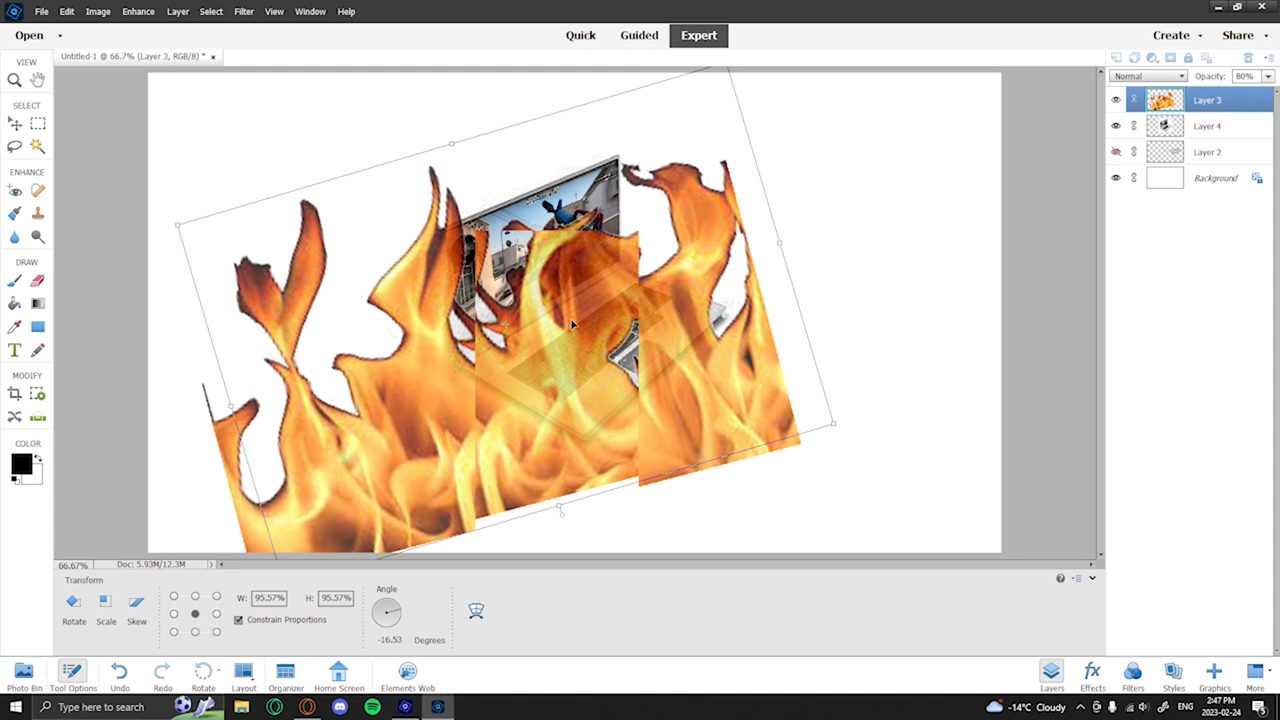 File Edit Image Enhance Layer Select Filter View Window Help
Open Quick Guided Expert Create Share
Untitled-1 @ 66.7% (Layer 3, RGB/8) *
VIEW
SELECT
ENHANCE
DRAW
MODIFY
COLOR
Normal Opacity: 80%
Layer 3
Layer 4
Layer 2
Background
66.67% Doc: 5.93M/12.3M
Transform
Rotate Scale Skew
W: 95.57% H: 95.57%
Constrain Proportions
Angle
-16.53 Degrees
Photo Bin Tool Options Undo Redo Rotate Layout Organizer Home Screen Elements Web Layers Effects Filters Styles Graphics More
Type here to search
-14°C Cloudy
ENG
2:47 PM
2023-02-24
5